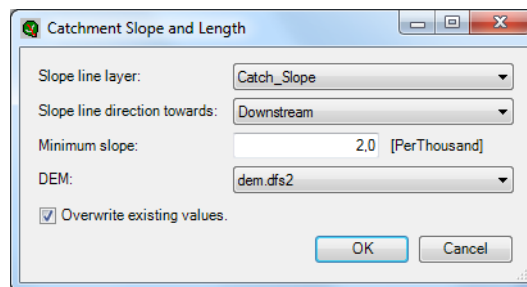 Catchment Slope and Length
Slope line layer: Catch_Slope
Slope line direction towards: Downstream
Minimum slope: 2,0 [PerThousand]
DEM: dem.dfs2
Overwrite existing values.
OK Cancel